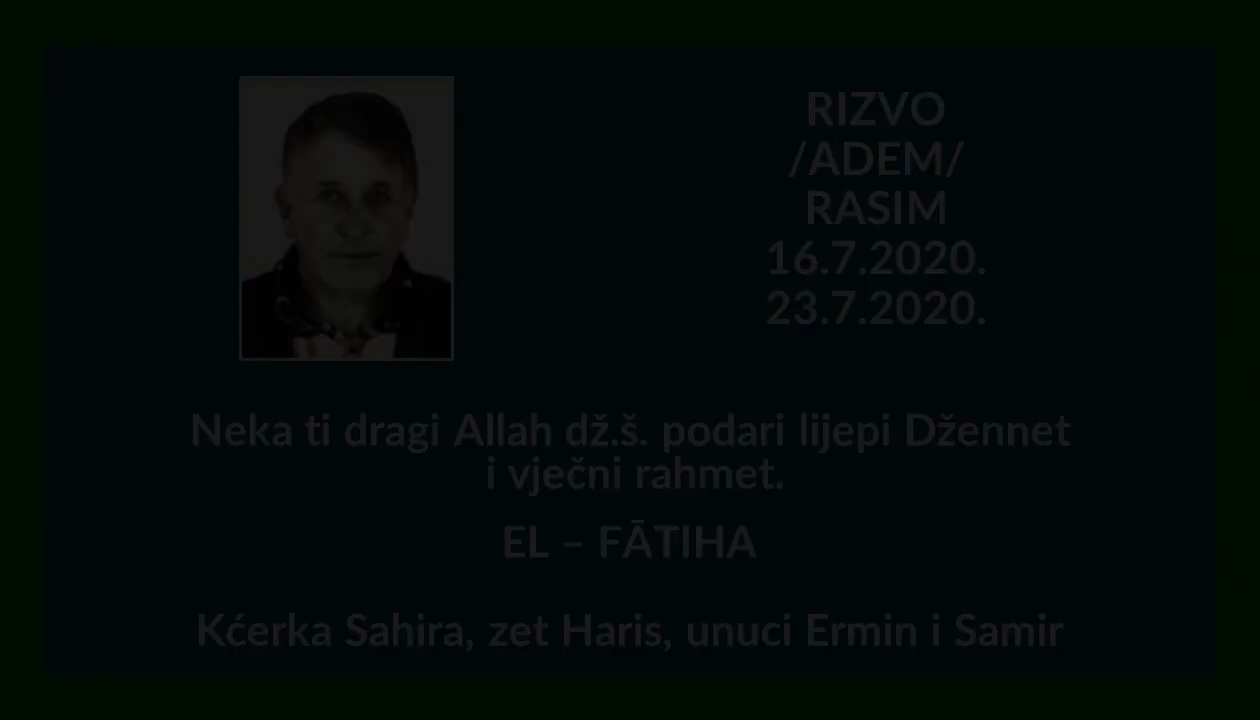 RIZVO
/ADEM/
RASIM
16.7.2020.
23.7.2020.
Neka ti dragi Allah dž.š. podari lijepi Džennet
i vječni rahmet.
EL – FĀTIHA
Kćerka Sahira, zet Haris, unuci Ermin i Samir